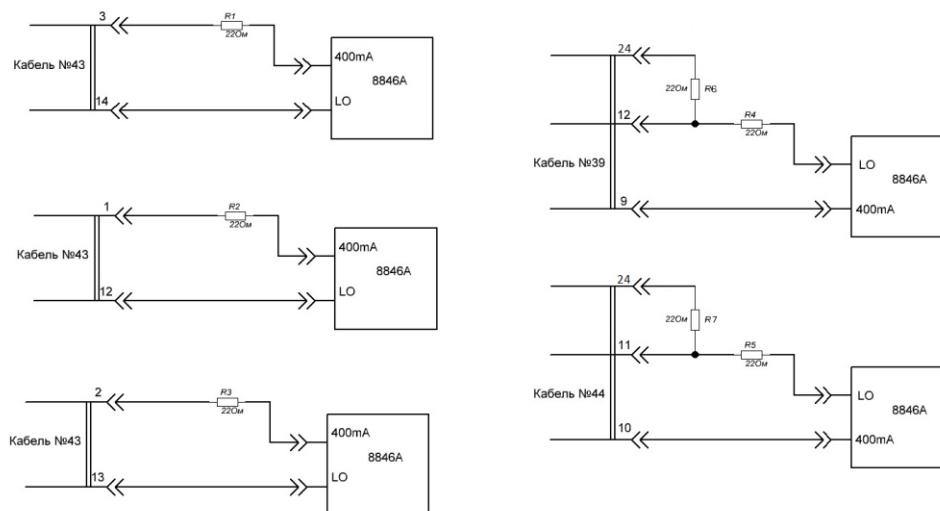 3
R1
22Ом
400mA
Кабель №43
8846A
14
LO
1
R2
22Ом
400mA
Кабель №43
8846A
12
LO
2
R3
22Ом
400mA
Кабель №43
8846A
13
LO
24
22Ом
R6
12
R4
22Ом
Кабель №39
LO
8846A
9
400mA
24
22Ом
R7
11
R5
22Ом
Кабель №44
LO
8846A
10
400mA